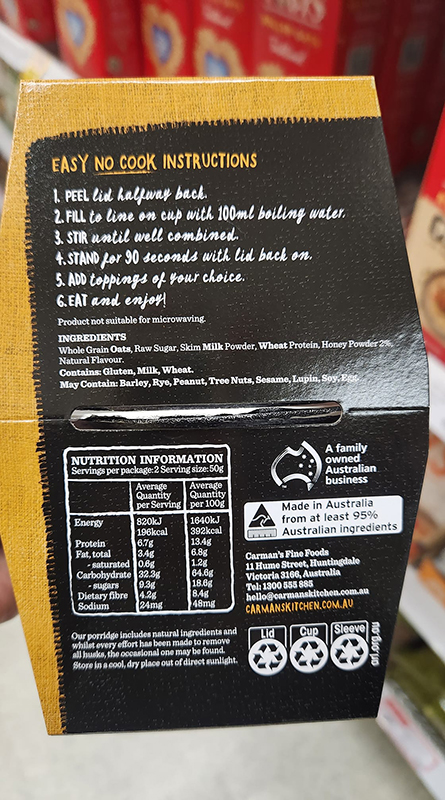 EASY NO COOK INSTRUCTIONS
1. PEEL lid halfway back.
2. FILL to line on cup with 100ml boiling water.
3. STIR until well combined.
4. STAND for 90 seconds with lid back on.
5. ADD toppings of your choice.
6. EAT and enjoy!
Product not suitable for microwaving.
INGREDIENTS
Whole Grain Oats, Raw Sugar, Skim Milk Powder, Wheat Protein, Honey Powder 2%,
Natural Flavour.
Contains: Gluten, Milk, Wheat.
May Contain: Barley, Rye, Peanut, Tree Nuts, Sesame, Lupin, Soy, Egg.
NUTRITION INFORMATION
Servings per package: 2 Serving size: 50g
Average Quantity per Serving Average Quantity per 100g
Energy 820kJ 1640kJ
196kcal 392kcal
Protein 6.7g 13.4g
Fat, total 3.4g 6.8g
- saturated 0.6g 1.2g
Carbohydrate 32.3g 64.6g
- sugars 9.3g 18.6g
Dietary fibre 4.2g 8.4g
Sodium 24mg 48mg
Our porridge includes natural ingredients and
whilst every effort has been made to remove
all husks, the occasional one may be found.
Store in a cool, dry place out of direct sunlight.
A family
owned
Australian
business
Made in Australia
from at least 95%
Australian ingredients
Carman's Fine Foods
11 Hume Street, Huntingdale
Victoria 3166, Australia
Tel: 1300 555 885
hello@carmanskitchen.com.au
CARMANSKITCHEN.COM.AU
Lid Cup Sleeve